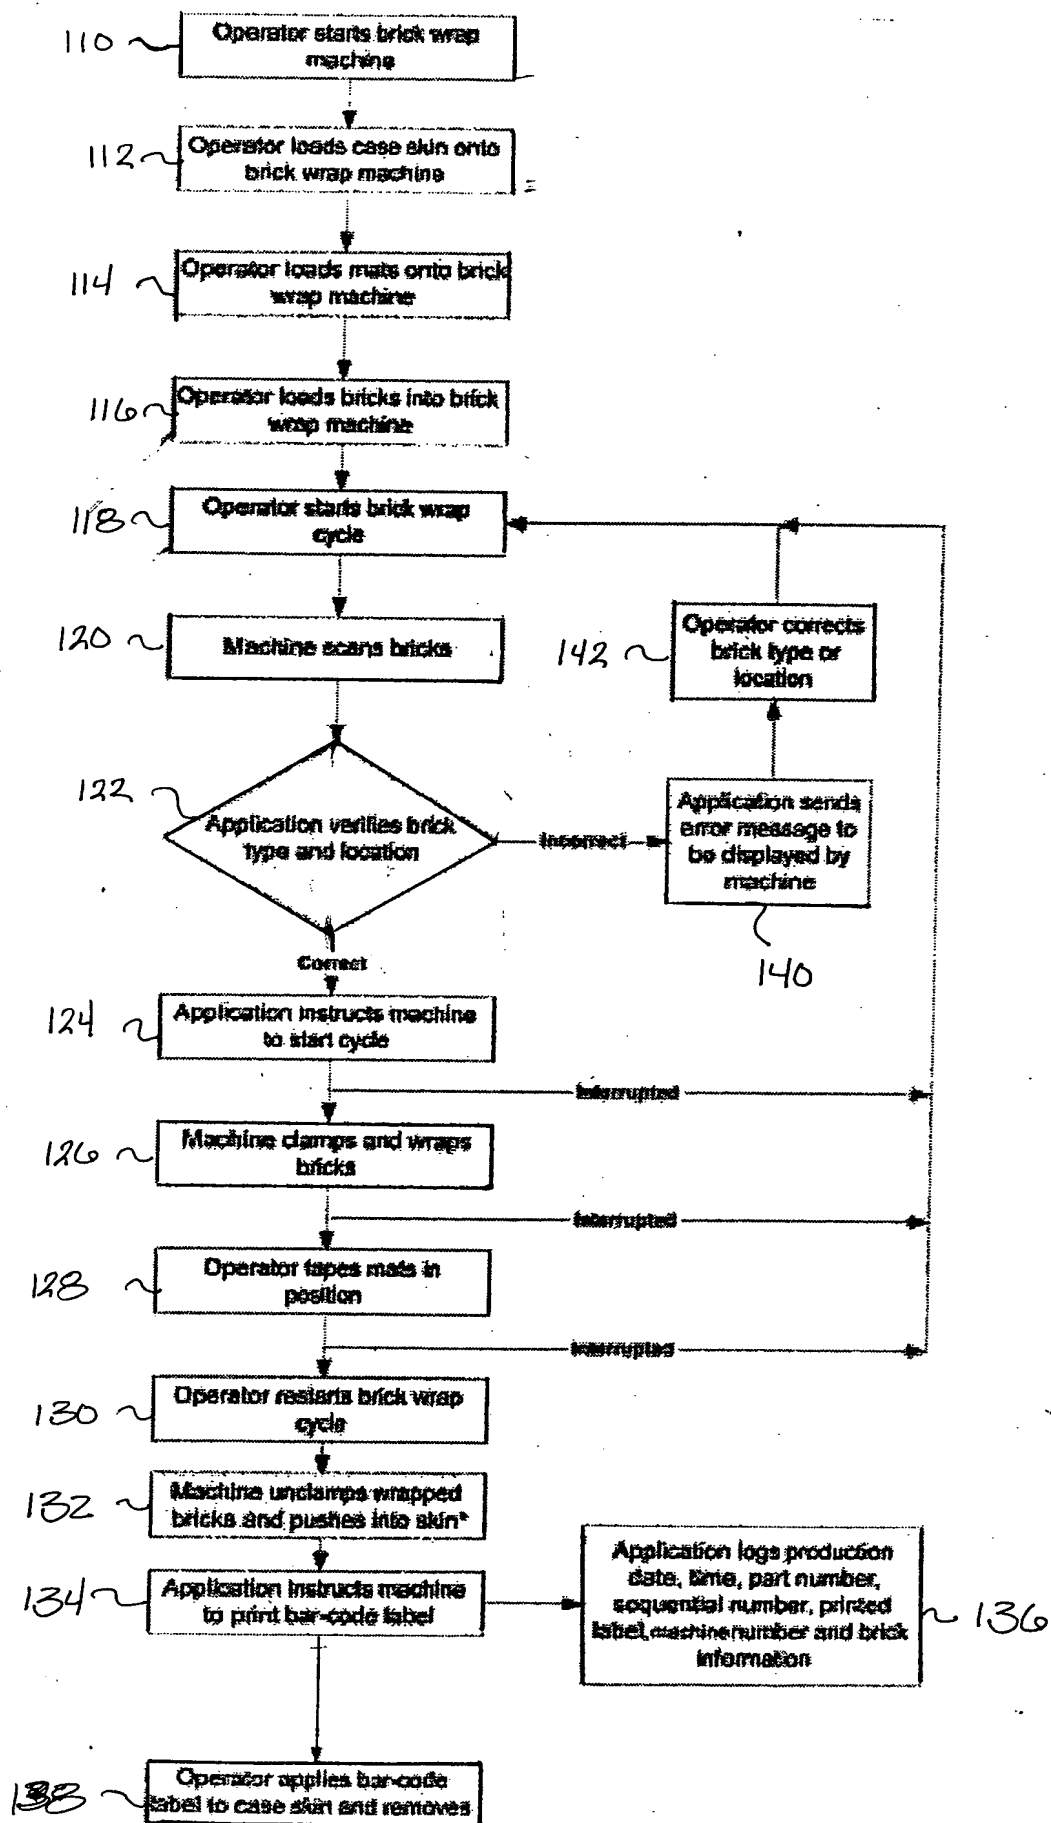 110
Operator starts brick wrap
machine
112
Operator loads case skin onto
brick wrap machine
114
Operator loads mats onto brick
wrap machine
116
Operator loads bricks into brick
wrap machine
118
Operator starts brick wrap
cycle
120
Machine scans bricks
142
Operator corrects
brick type or
location
122
Application verifies brick
type and location
Incorrect
Application sends
error message to
be displayed by
machine
140
Correct
124
Application instructs machine
to start cycle
Interrupted
126
Machine clamps and wraps
bricks
Interrupted
128
Operator tapes mats in
position
Interrupted
130
Operator restarts brick wrap
cycle
132
Machine unclamps wrapped
bricks and pushes into skin*
134
Application instructs machine
to print bar-code label
Application logs production
date, time, part number,
sequential number, printed
label, machine number and brick
information
136
138
Operator applies bar-code
label to case skin and removes